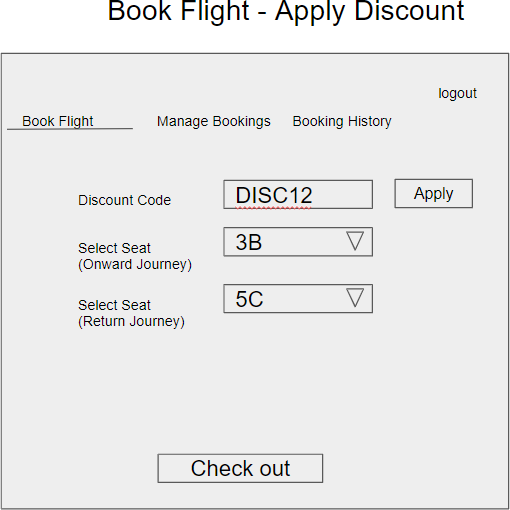 Book Flight - Apply Discount
logout
Book Flight Manage Bookings Booking History
Discount Code DISC12 Apply
Select Seat
(Onward Journey)
3B
Select Seat
(Return Journey)
5C
Check out